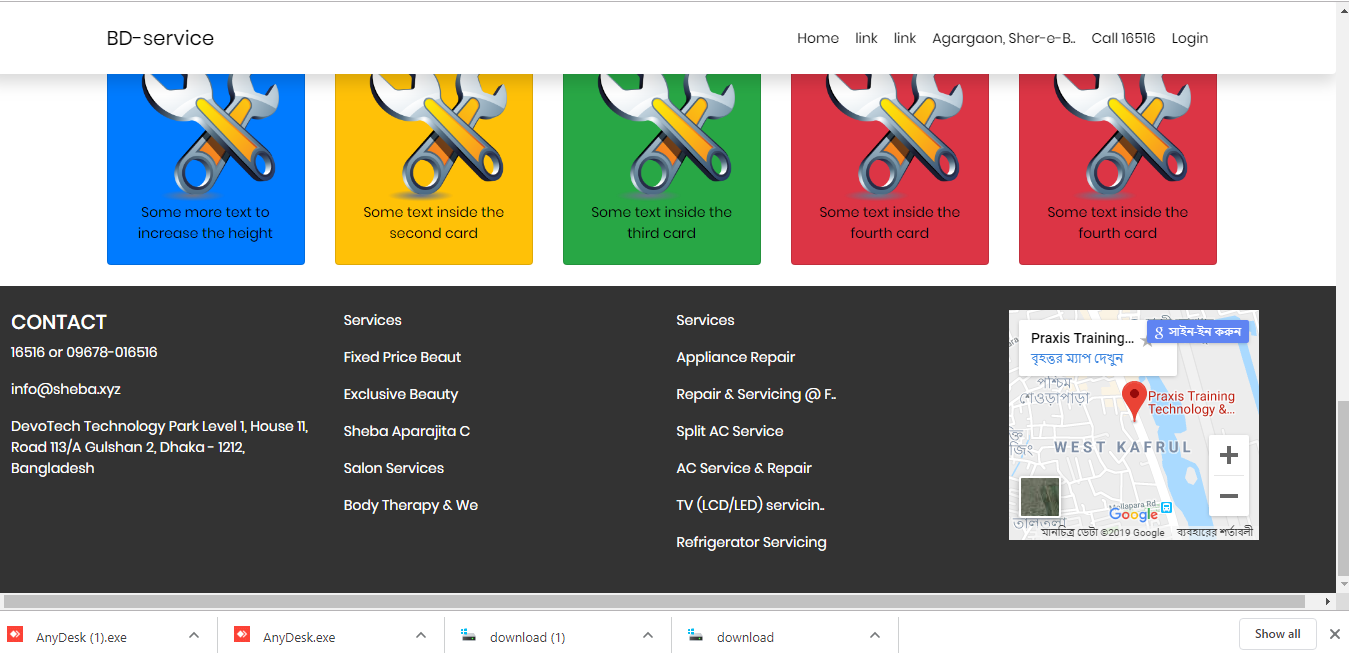 BD-service
Home link link Agargaon, Sher-e-B.. Call 16516 Login
Some more text to
increase the height
Some text inside the
second card
Some text inside the
third card
Some text inside the
fourth card
Some text inside the
fourth card
CONTACT
16516 or 09678-016516
info@sheba.xyz
DevoTech Technology Park Level 1, House 11,
Road 113/A Gulshan 2, Dhaka - 1212,
Bangladesh
Services
Fixed Price Beaut
Exclusive Beauty
Sheba Aparajita C
Salon Services
Body Therapy & We
Services
Appliance Repair
Repair & Servicing @ F..
Split AC Service
AC Service & Repair
TV (LCD/LED) servicin..
Refrigerator Servicing
Praxis Training...
বৃহত্তর ম্যাপ দেখুন
সাইন-ইন করুন
পশ্চিম
শেওড়াপাড়া
Praxis Training
Technology &...
WEST KAFRUL
Mollapara Rd
Google
তালতলা
মানচিত্র ডেটা ©2019 Google ব্যবহারের শর্তাবলী
AnyDesk (1).exe
AnyDesk.exe
download (1)
download
Show all